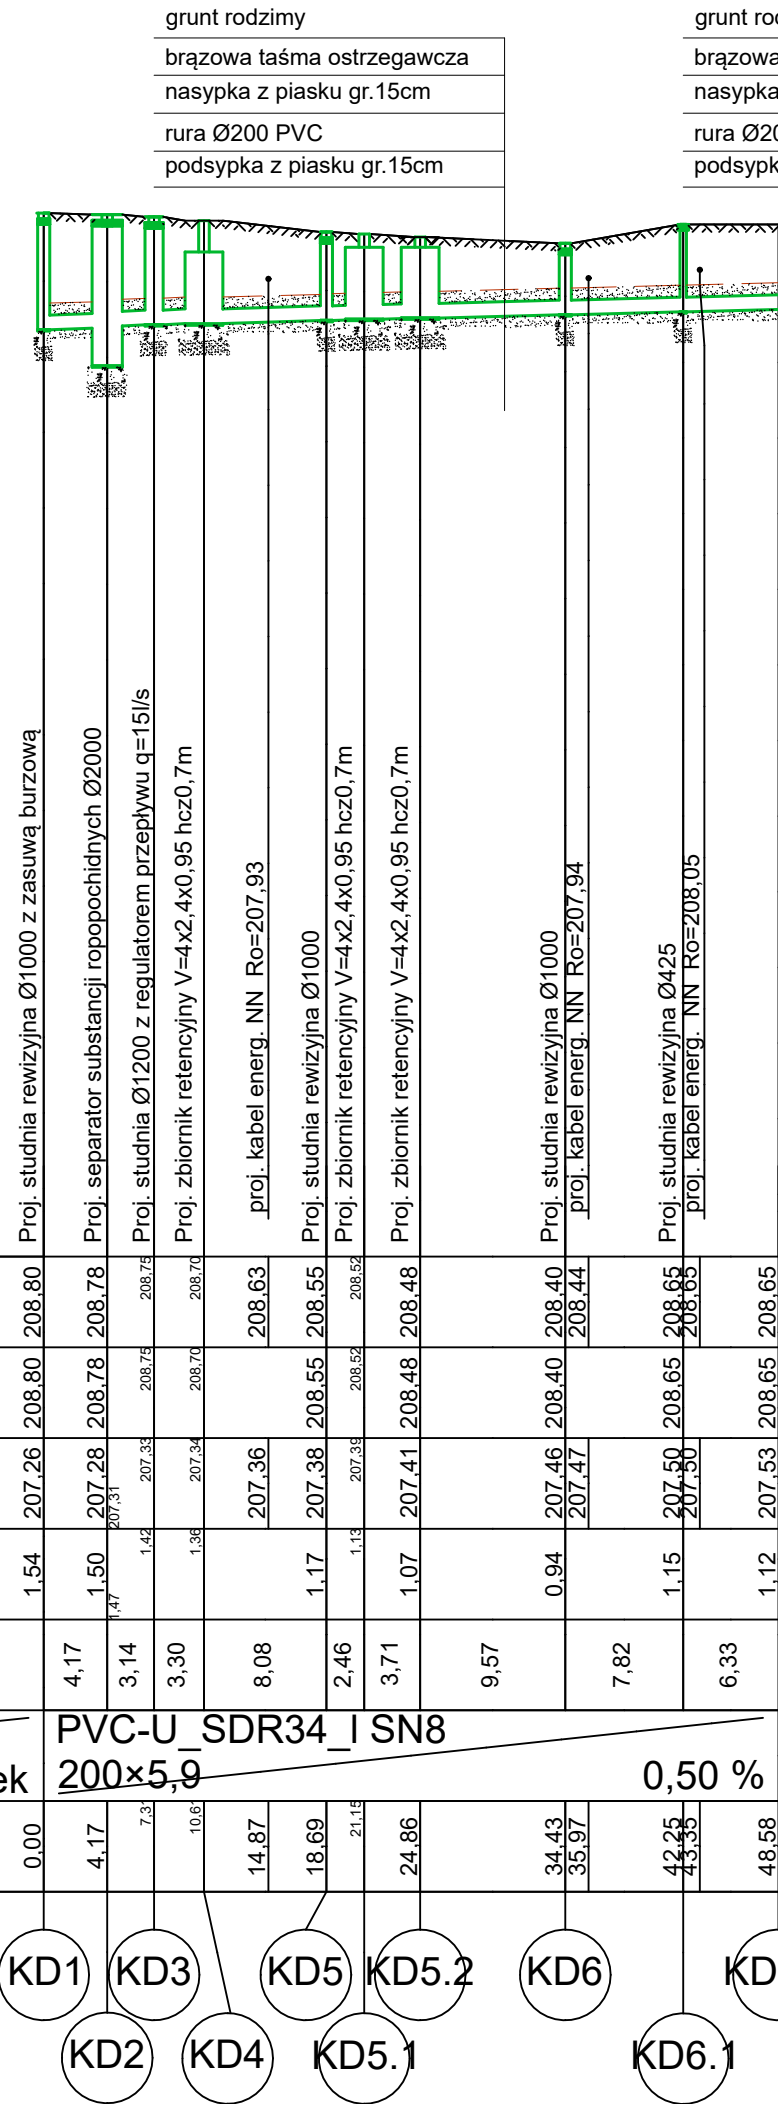 grunt rodzimy
brązowa taśma ostrzegawcza
nasypka z piasku gr.15cm
rura Ø200 PVC
podsypka z piasku gr.15cm
grunt ro
brązowa
nasypka
rura Ø20
podsypk
Proj. studnia rewizyjna Ø1000 z zasuwą burzową
Proj. separator substancji ropopochidnych Ø2000
Proj. studnia Ø1200 z regulatorem przepływu q=15l/s
Proj. zbiornik retencyjny V=4x2,4x0,95 hcz0,7m
proj. kabel energ. NN Ro=207,93
Proj. studnia rewizyjna Ø1000
Proj. zbiornik retencyjny V=4x2,4x0,95 hcz0,7m
Proj. zbiornik retencyjny V=4x2,4x0,95 hcz0,7m
Proj. studnia rewizyjna Ø1000
proj. kabel energ. NN Ro=207,94
Proj. studnia rewizyjna Ø425
proj. kabel energ. NN Ro=208,05
208,80 208,78 208,75 208,70 208,63 208,55 208,52 208,48 208,40 208,44 208,65 208,65 208,65
208,80 208,78 208,75 208,70 208,55 208,52 208,48 208,40 208,65 208,65
207,26 207,28 207,31 207,33 207,34 207,36 207,38 207,39 207,41 207,46 207,47 207,50 207,50 207,53
1,54 1,50 1,47 1,42 1,36 1,17 1,13 1,07 0,94 1,15 1,12
4,17 3,14 3,30 8,08 2,46 3,71 9,57 7,82 6,33
PVC-U_SDR34_I SN8
ek 200×5,9 0,50 %
0,00 4,17 7,31 10,61 14,87 18,69 21,15 24,86 34,43 35,97 42,25 43,35 48,58
KD1 KD3 KD5 KD5.2 KD6 KD
KD2 KD4 KD5.1 KD6.1